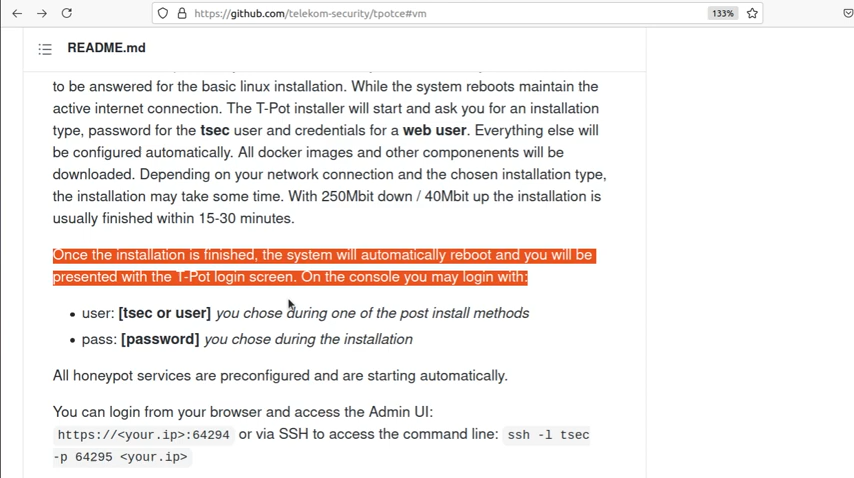 https://github.com/telekom-security/tpotce#vm
133%
README.md
to be answered for the basic linux installation. While the system reboots maintain the
active internet connection. The T-Pot installer will start and ask you for an installation
type, password for the tsec user and credentials for a web user. Everything else will
be configured automatically. All docker images and other componenents will be
downloaded. Depending on your network connection and the chosen installation type,
the installation may take some time. With 250Mbit down / 40Mbit up the installation is
usually finished within 15-30 minutes.
Once the installation is finished, the system will automatically reboot and you will be
presented with the T-Pot login screen. On the console you may login with:
• user: [tsec or user] you chose during one of the post install methods
• pass: [password] you chose during the installation
All honeypot services are preconfigured and are starting automatically.
You can login from your browser and access the Admin UI:
https://<your.ip>:64294 or via SSH to access the command line: ssh -l tsec
-p 64295 <your.ip>